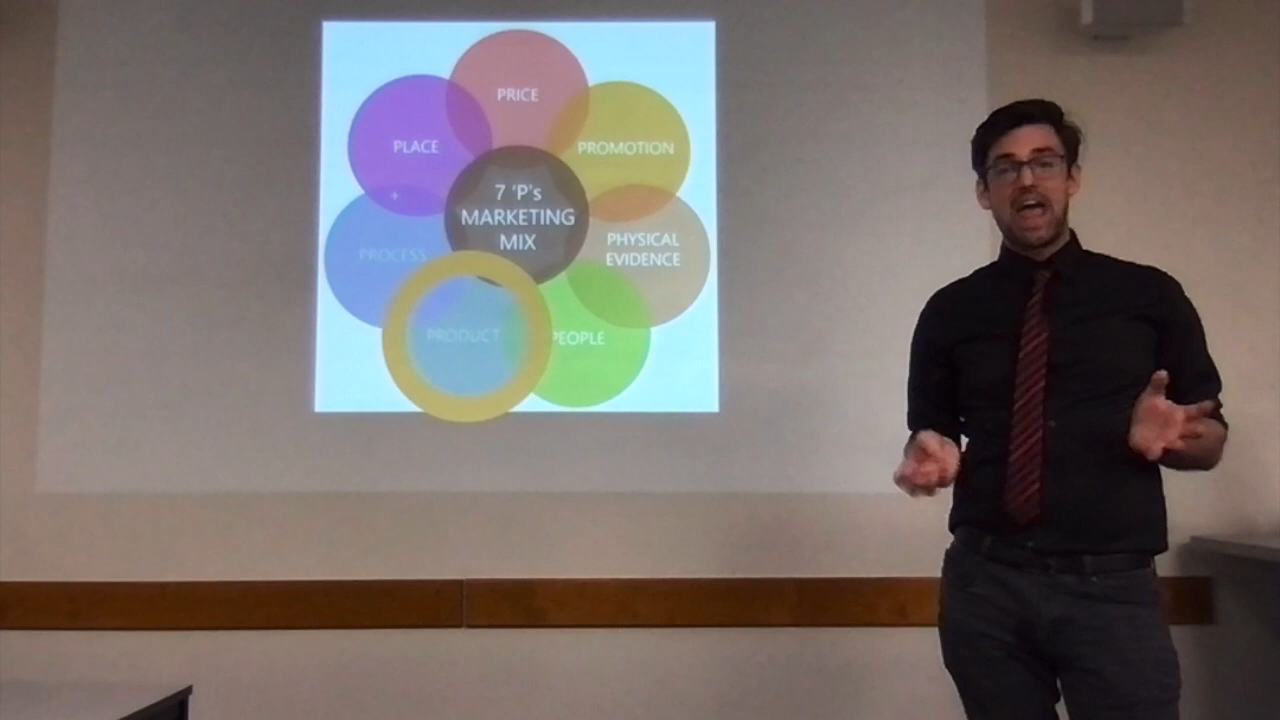 PRICE
PLACE
PROMOTION
7 'P's
MARKETING
MIX
PHYSICAL
EVIDENCE
PROCESS
PRODUCT
PEOPLE